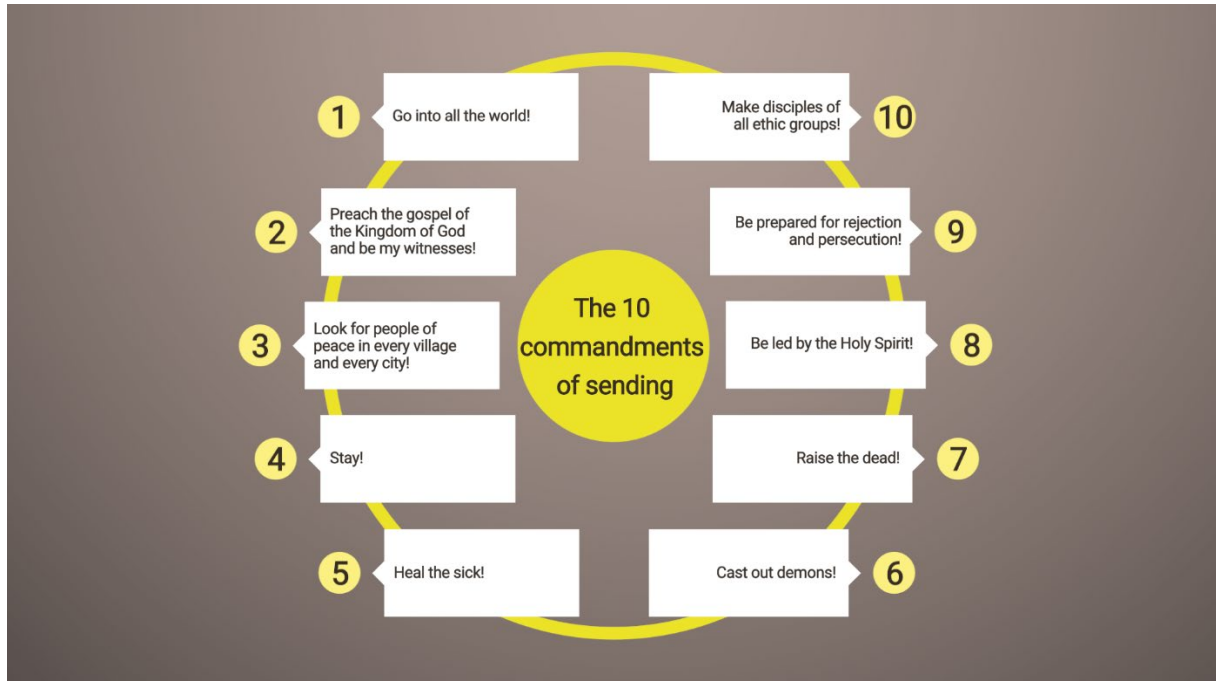 The 10
commandments
of sending
1
Go into all the world!
2
Preach the gospel of
the Kingdom of God
and be my witnesses!
3
Look for people of
peace in every village
and every city!
4
Stay!
5
Heal the sick!
6
Cast out demons!
7
Raise the dead!
8
Be led by the Holy Spirit!
9
Be prepared for rejection
and persecution!
10
Make disciples of
all ethic groups!